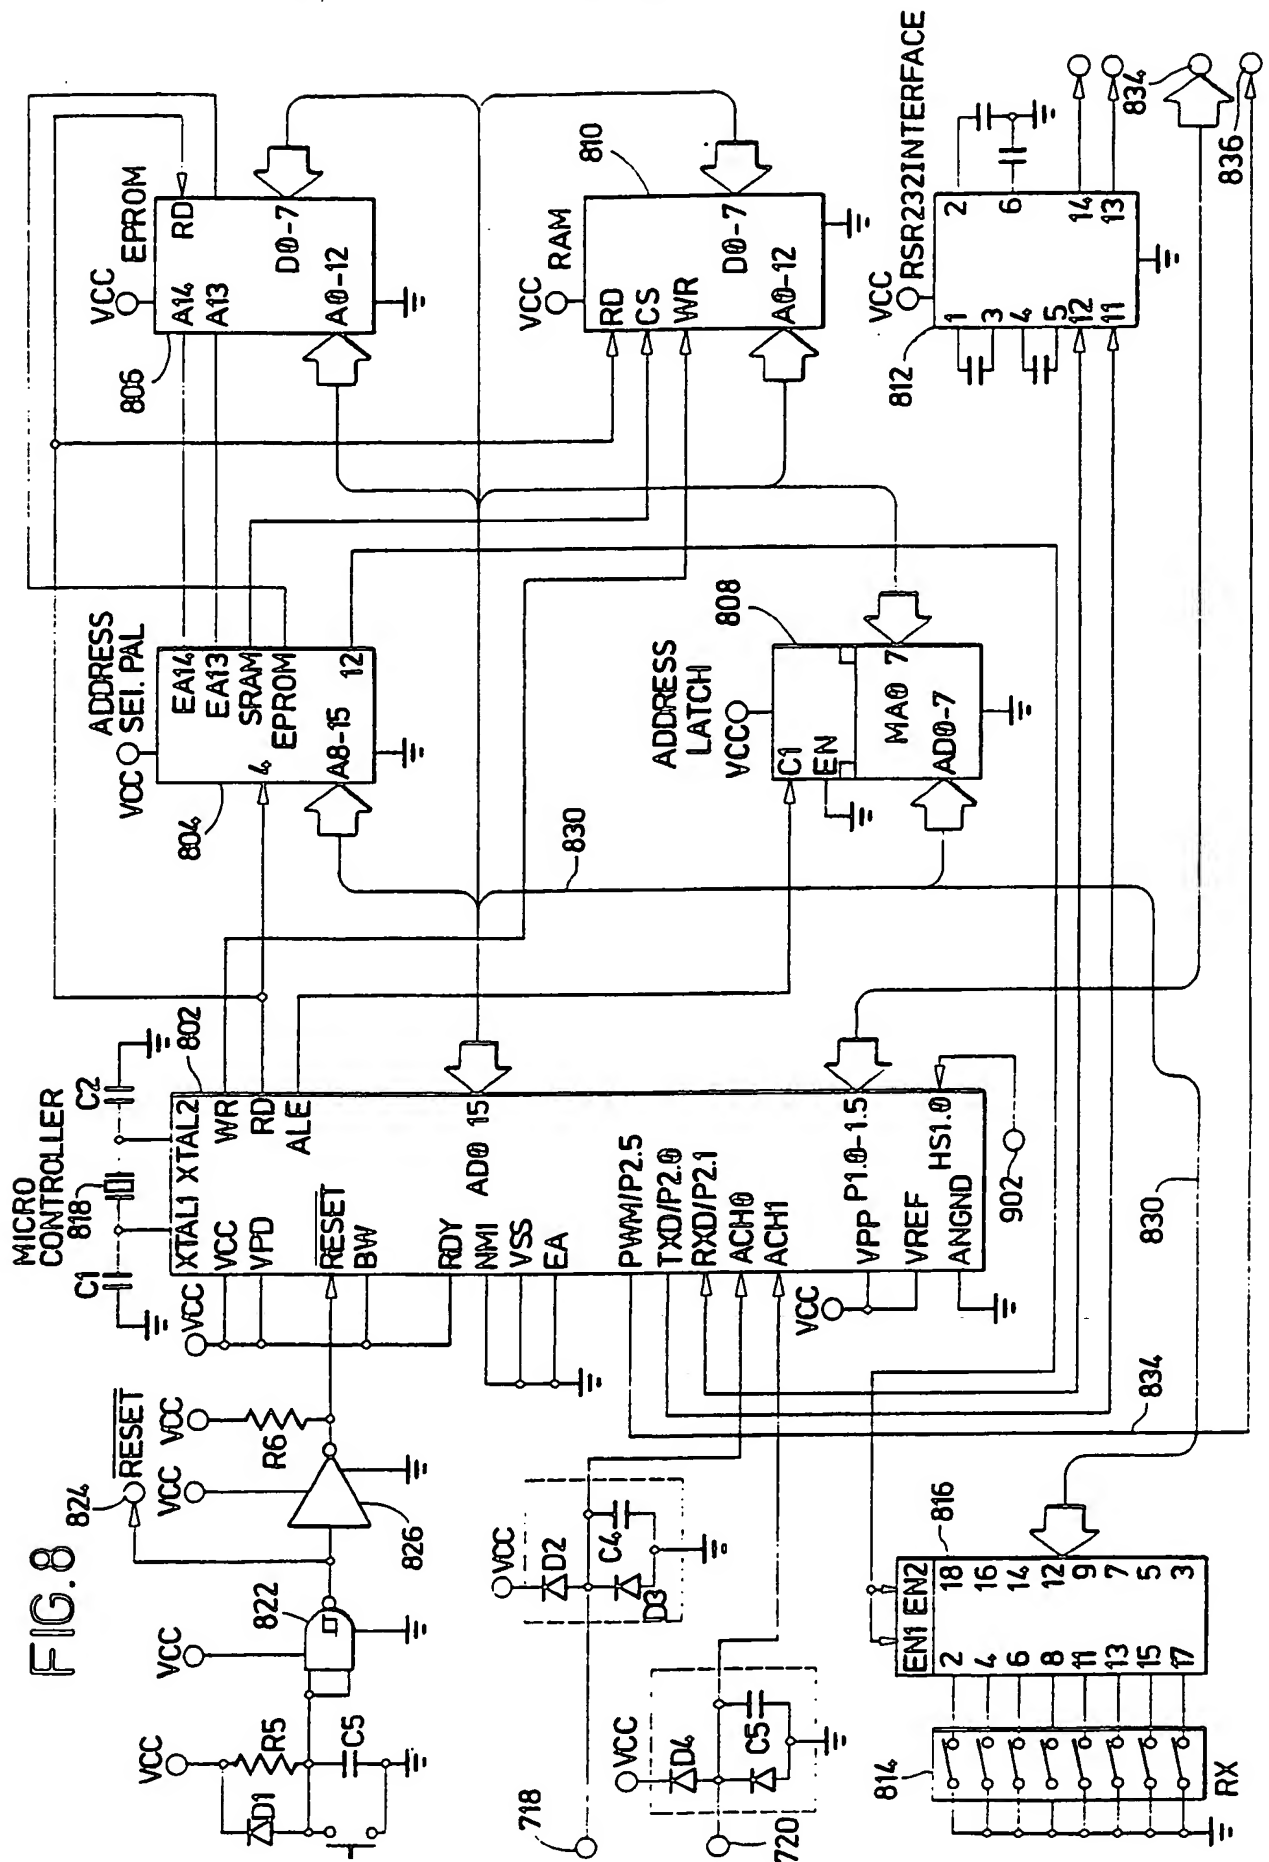 FIG.8
VCC
D1
R5
C5
VCC
822
824
RESET
VCC
VCC
R6
826
MICRO
CONTROLLER
818
C1
C2
802
XTAL1 XTAL2
VCC
VCC
VPD
RESET
BW
RDY
NMI
VSS
EA
WR
RD
ALE
AD0 15
PWM/P2.5
TXD/P2.0
RXD/P2.1
ACH0
ACH1
VPP P1.0-1.5
VREF
ANGND
HS1.0
VCC
902
718
VCC
D2
C4
D3
720
VCC
D4
C5
ADDRESS
SEI.PAL
VCC
804
4
A8-15
EA14
EA13
SRAM
EPROM
12
830
ADDRESS
LATCH
VCC
808
C1
EN
MA0 7
AD0-7
VCC
EPROM
806
A14
A13
RD
D0-7
A0-12
VCC
RAM
810
RD
CS
WR
D0-7
A0-12
VCC
RSR232INTERFACE
812
1
3
4
5
12
11
2
6
14
13
834
836
830
834
816
EN1 EN2
2
4
6
8
11
13
15
17
18
16
14
12
9
7
5
3
814
RX